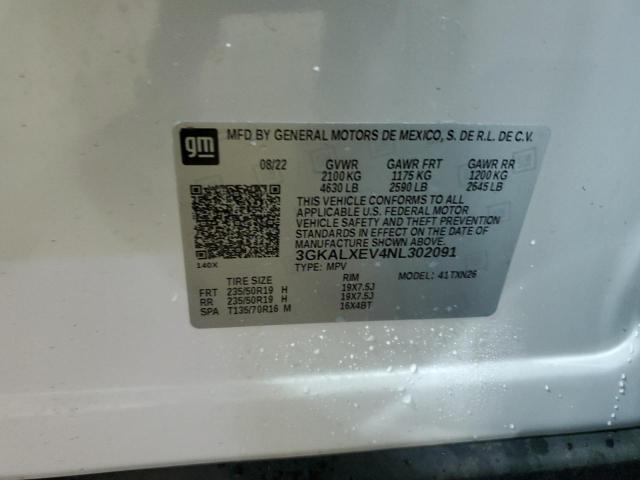 gm
MFD BY GENERAL MOTORS DE MEXICO, S. DE R.L. DE C.V.
08/22 GVWR GAWR FRT GAWR RR
2100 KG 1175 KG 1200 KG
4630 LB 2590 LB 2645 LB
THIS VEHICLE CONFORMS TO ALL
APPLICABLE U.S. FEDERAL MOTOR
VEHICLE SAFETY AND THEFT PREVENTION
STANDARDS IN EFFECT ON THE DATE OF
MANUFACTURE SHOWN ABOVE.
3GKALXEV4NL302091
140X TYPE: MPV MODEL: 41TXN26
TIRE SIZE RIM
FRT 235/50R19 H 19X7.5J
RR 235/50R19 H 19X7.5J
SPA T135/70R16 M 16X4BT